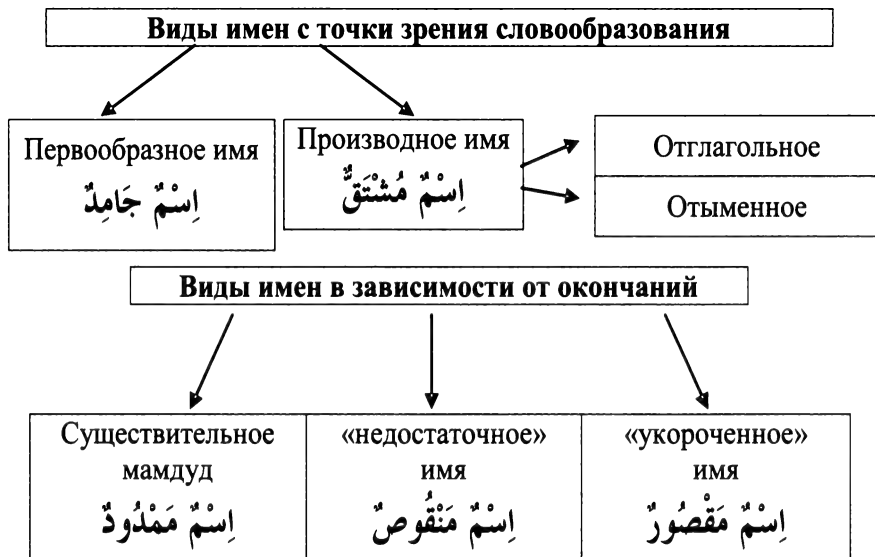 Виды имен с точки зрения словообразования
Первообразное имя
اِسْمٌ جَامِدٌ
Производное имя
اِسْمٌ مُشْتَقٌّ
Отглагольное
Отыменное
Виды имен в зависимости от окончаний
Существительное
мамдуд
اِسْمٌ مَمْدُودٌ
«недостаточное»
имя
اِسْمٌ مَنْقُوصٌ
«укороченное»
имя
اِسْمٌ مَقْصُورٌ